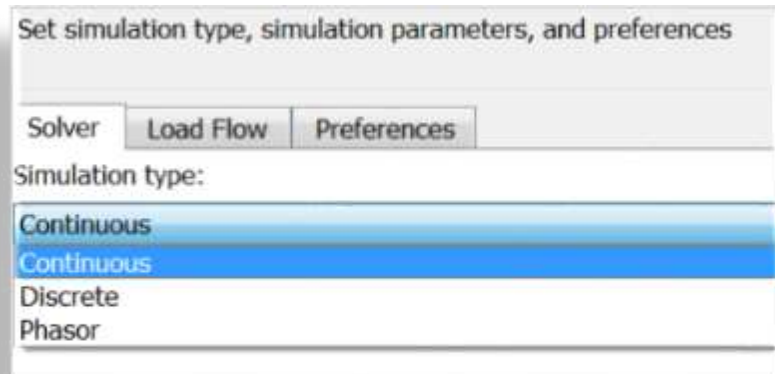 Set simulation type, simulation parameters, and preferences
Solver Load Flow Preferences
Simulation type:
Continuous
Continuous
Discrete
Phasor